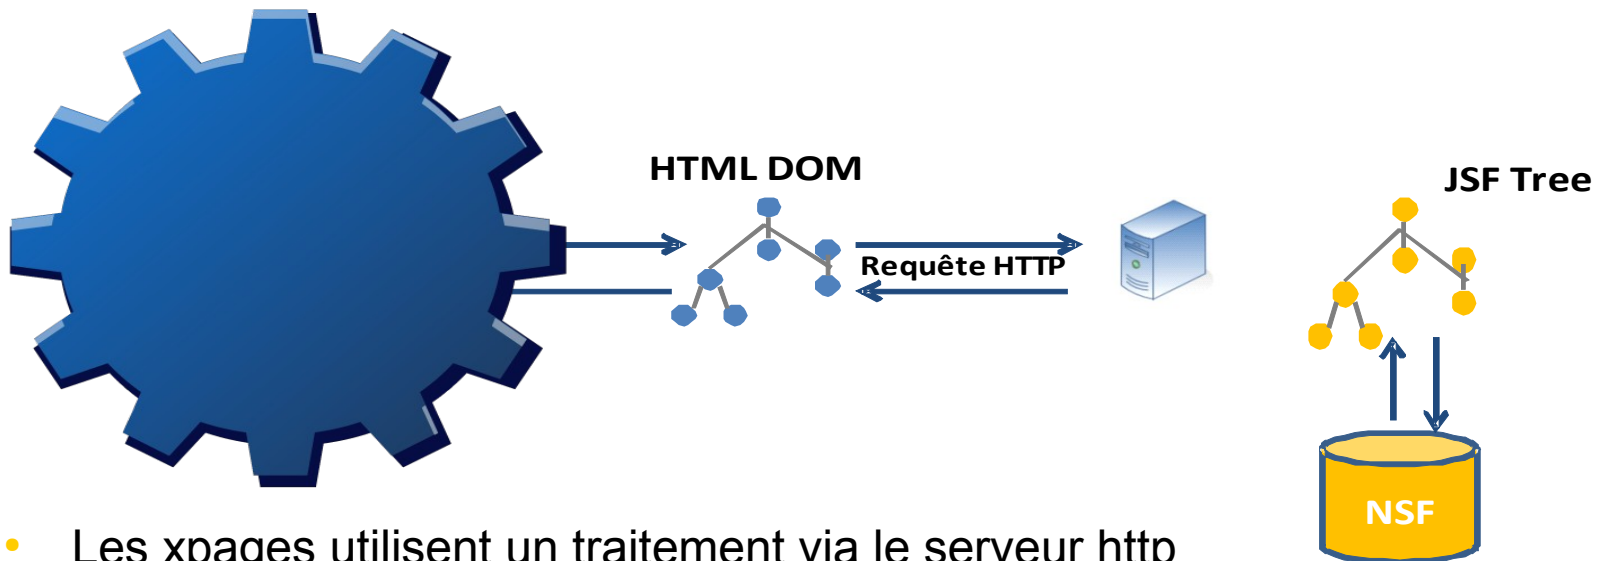 HTML DOM
JSF Tree
Requête HTTP
NSF
Les xpages utilisent un traitement via le serveur http